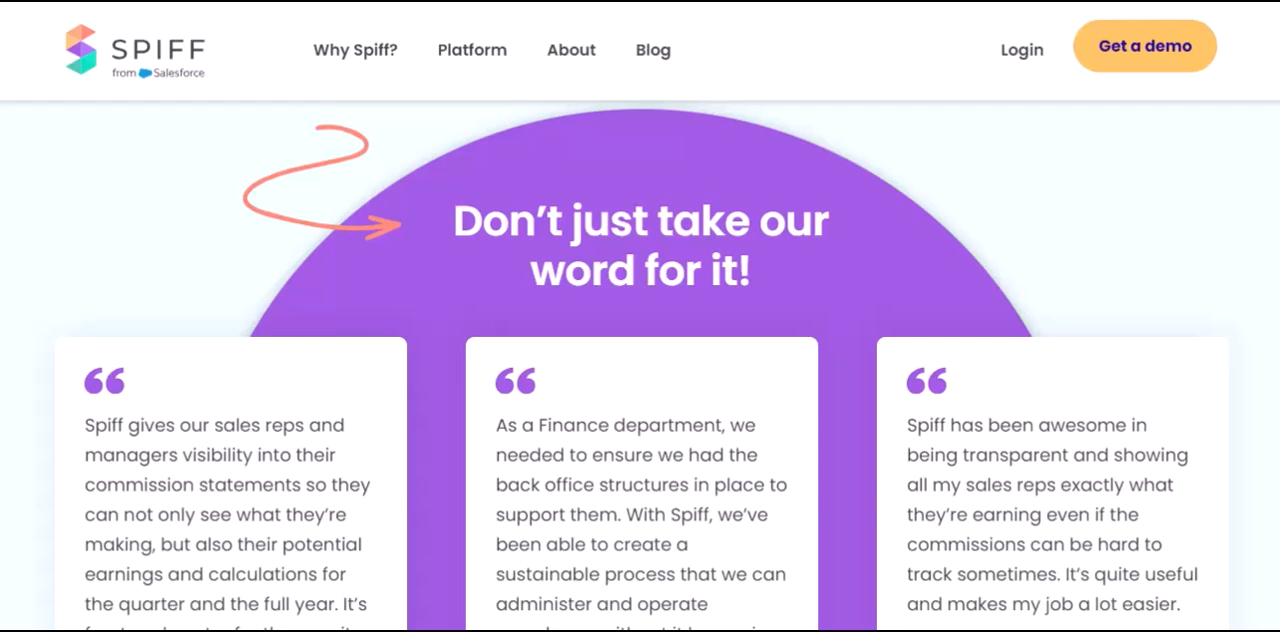 SPIFF
from Salesforce
Why Spiff?
Platform
About
Blog
Login
Get a demo
Don’t just take our
word for it!
Spiff gives our sales reps and
managers visibility into their
commission statements so they
can not only see what they’re
making, but also their potential
earnings and calculations for
the quarter and the full year. It’s
As a Finance department, we
needed to ensure we had the
back office structures in place to
support them. With Spiff, we’ve
been able to create a
sustainable process that we can
administer and operate
Spiff has been awesome in
being transparent and showing
all my sales reps exactly what
they’re earning even if the
commissions can be hard to
track sometimes. It’s quite useful
and makes my job a lot easier.